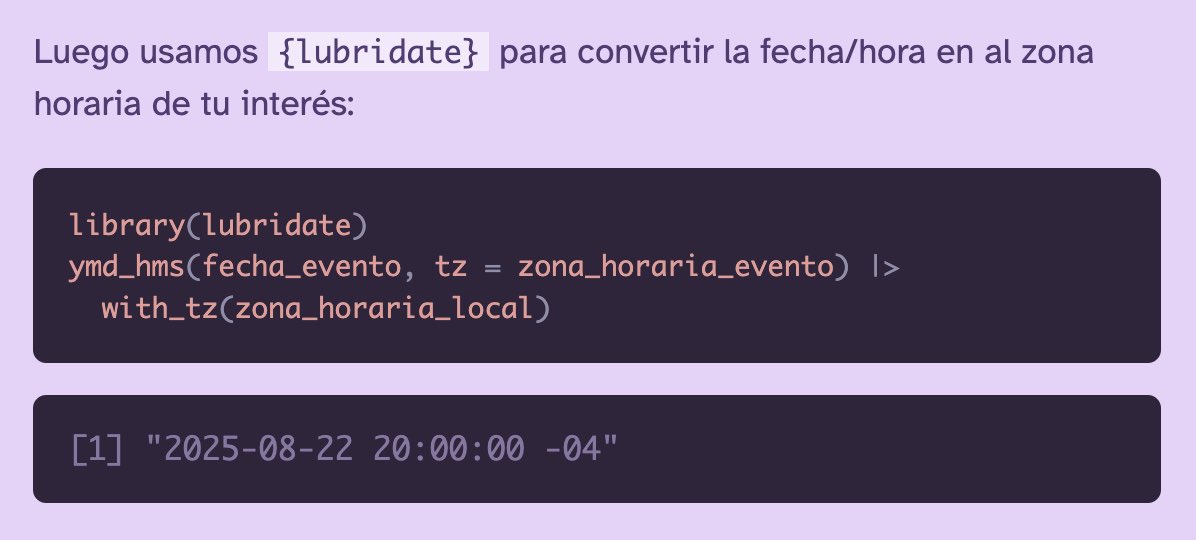 Luego usamos {lubridate} para convertir la fecha/hora en al zona
horaria de tu interés:
library(lubridate)
ymd_hms(fecha_evento, tz = zona_horaria_evento) |>
  with_tz(zona_horaria_local)
[1] "2025-08-22 20:00:00 -04"